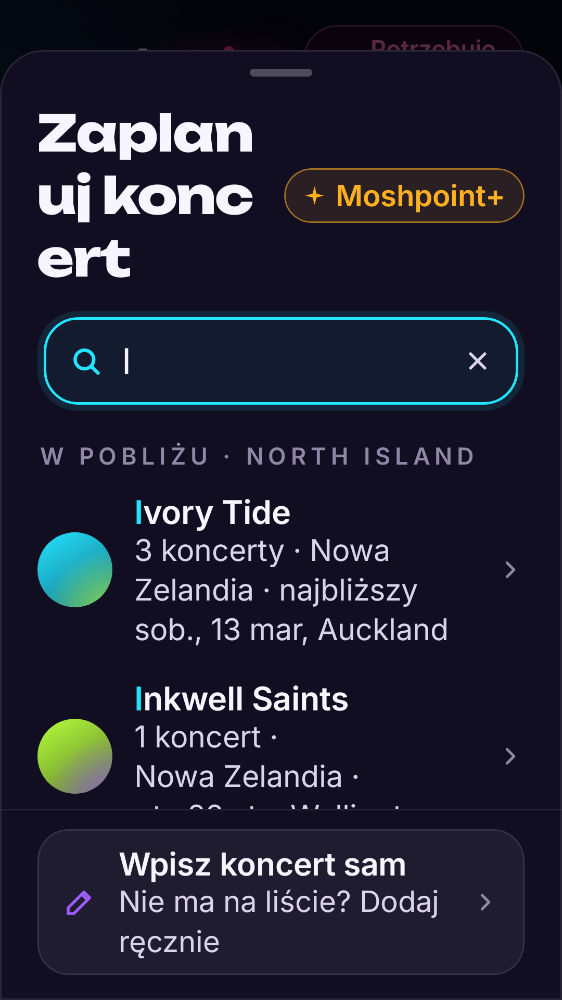 Zaplan
uj konc
ert
Moshpoint+
I
W POBLIŻU · NORTH ISLAND
Ivory Tide
3 koncerty · Nowa
Zelandia · najbliższy
sob., 13 mar, Auckland
Inkwell Saints
1 koncert ·
Nowa Zelandia ·
Wpisz koncert sam
Nie ma na liście? Dodaj
ręcznie